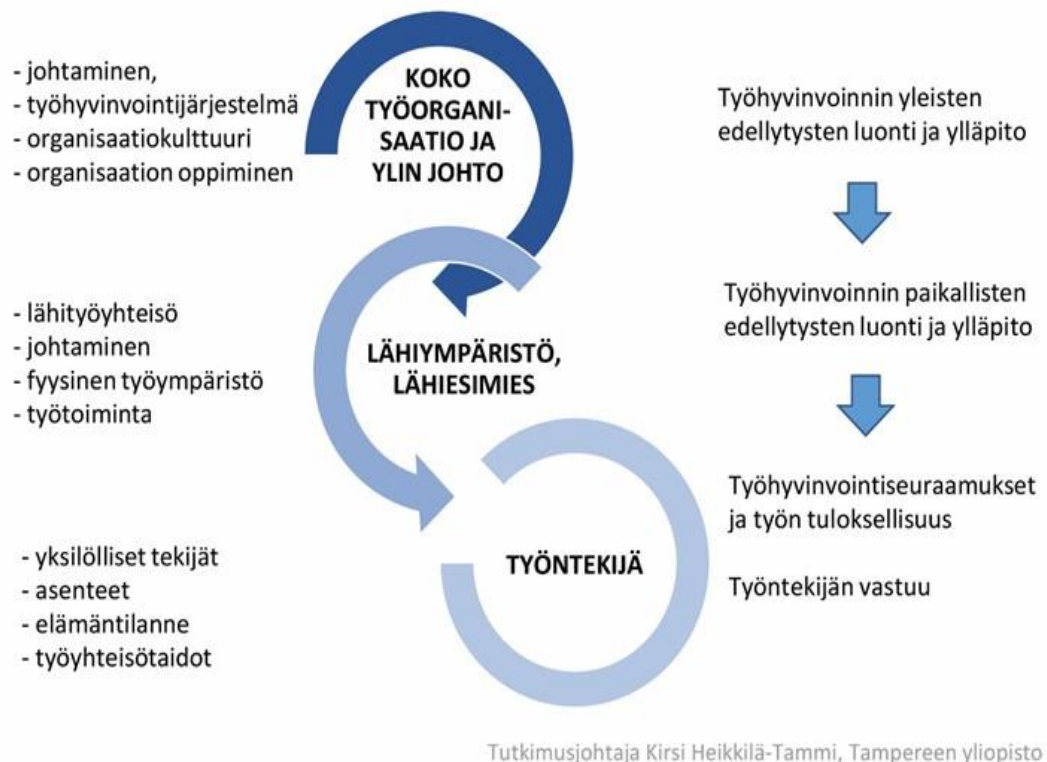 - johtaminen,
- työhyvinvointijärjestelmä
- organisaatiokulttuuri
- organisaation oppiminen
KOKO
TYÖORGANI-
SAATIO JA
YLIN JOHTO
Työhyvinvoinnin yleisten
edellytysten luonti ja ylläpito
- lähityöyhteisö
- johtaminen
- fyysinen työympäristö
- työtoiminta
LÄHIYMPÄRISTÖ,
LÄHIESIMIES
Työhyvinvoinnin paikallisten
edellytysten luonti ja ylläpito
- yksilölliset tekijät
- asenteet
- elämäntilanne
- työyhteisötaidot
TYÖNTEKIJÄ
Työhyvinvointiseuraamukset
ja työn tuloksellisuus
Työntekijän vastuu
Tutkimusjohtaja Kirsi Heikkilä-Tammi, Tampereen yliopisto